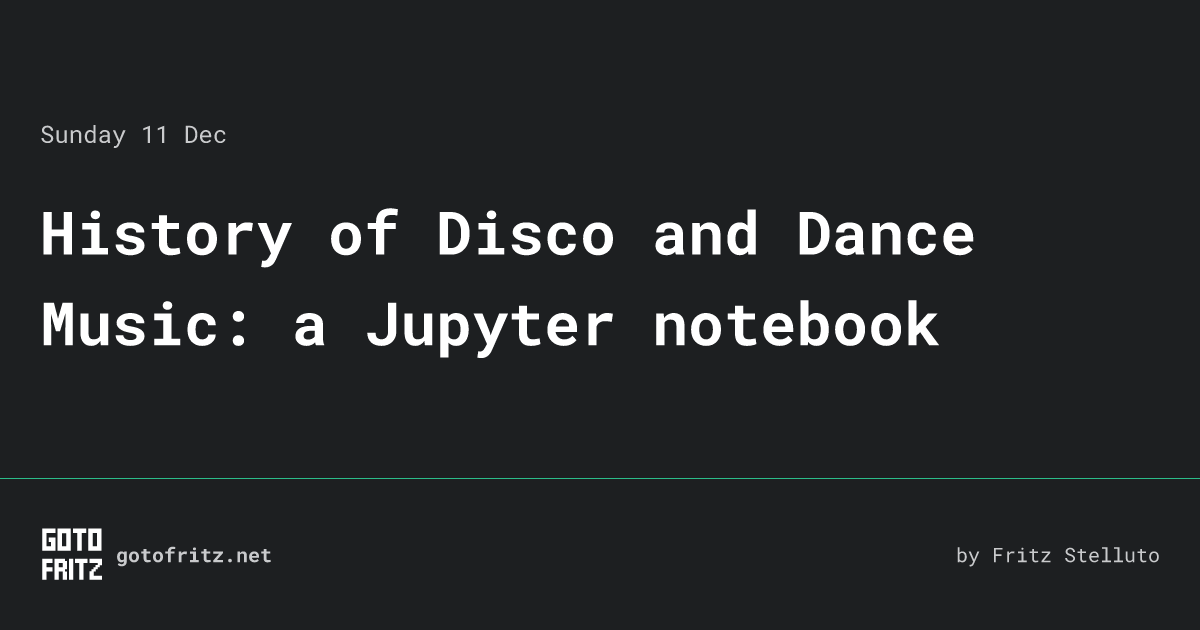 Sunday 11 Dec
History of Disco and Dance
Music: a Jupyter notebook
GOTO
FRITZ
gotofritz.net
by Fritz Stelluto